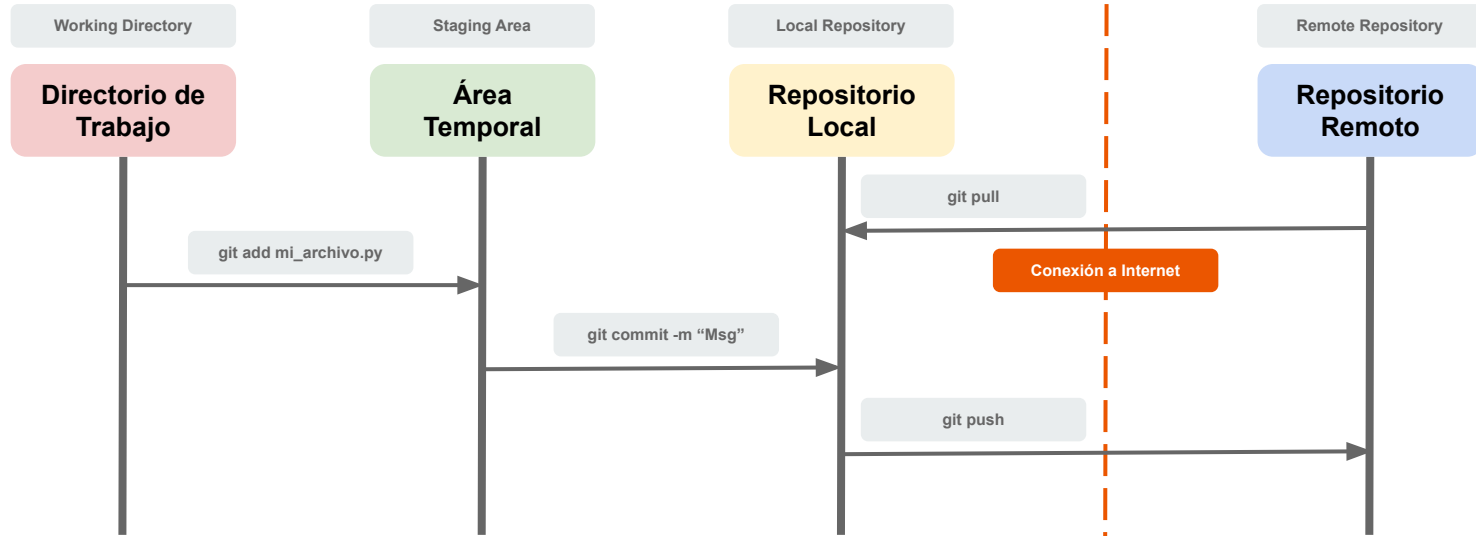 Working Directory
Staging Area
Local Repository
Remote Repository
Directorio de
Trabajo
Área
Temporal
Repositorio
Local
Repositorio
Remoto
git pull
git add mi_archivo.py
Conexión a Internet
git commit -m “Msg”
git push